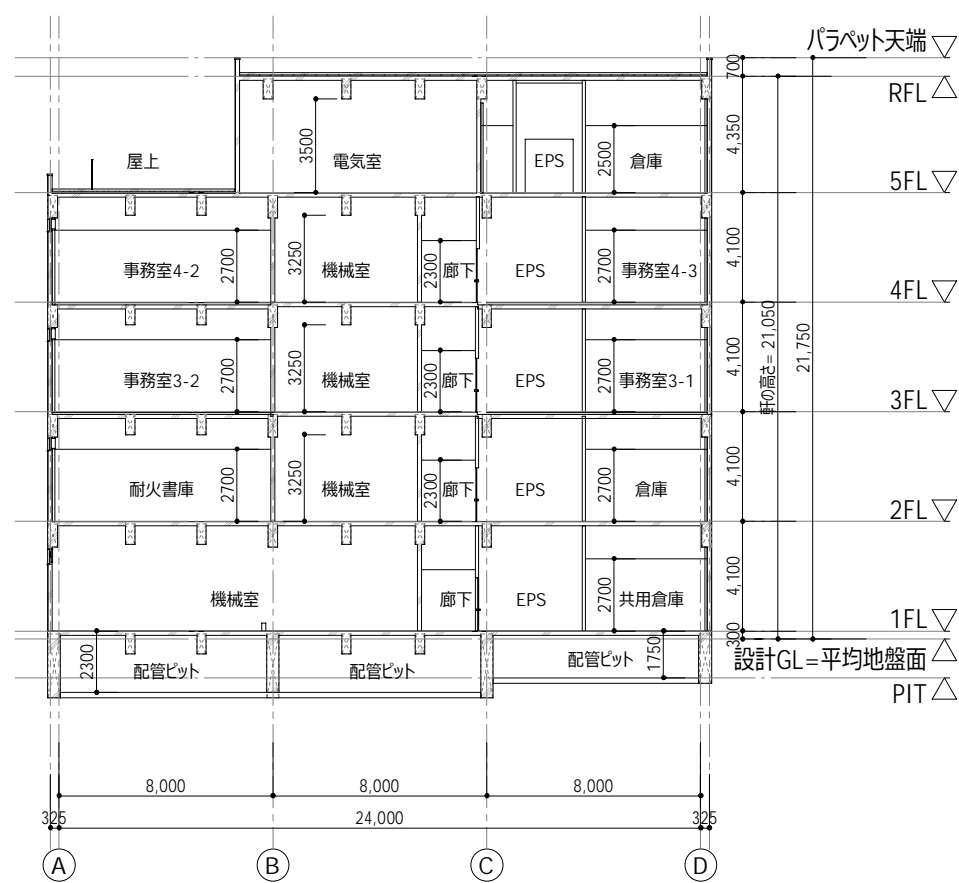 パラペット天端
700
RFL
4,350
3500
屋上
電気室
EPS
2500
倉庫
5FL
4,100
事務室4-2
2700
3250
機械室
2300
廊下
EPS
2700
事務室4-3
4FL
軒の高さ= 21,050
21,750
4,100
事務室3-2
2700
3250
機械室
2300
廊下
EPS
2700
事務室3-1
3FL
4,100
耐火書庫
2700
3250
機械室
2300
廊下
EPS
2700
倉庫
2FL
4,100
機械室
廊下
EPS
2700
共用倉庫
1FL
300
設計GL=平均地盤面
2300
配管ピット
配管ピット
配管ピット
1750
PIT
8,000
8,000
8,000
325
24,000
325
A
B
C
D